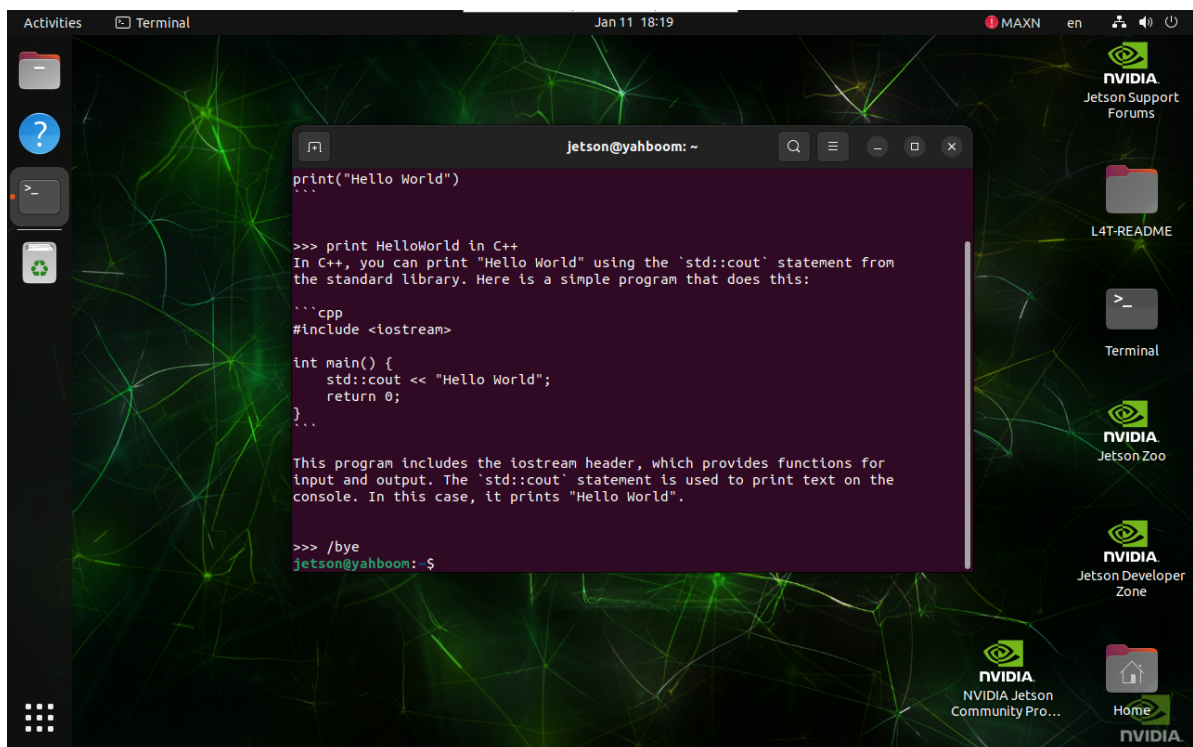 Activities
Terminal
Jan 11 18:19
MAXN
en
jetson@yahboom: ~
print("Hello World")
```
>>> print HelloWorld in C++
In C++, you can print "Hello World" using the `std::cout` statement from
the standard library. Here is a simple program that does this:
```cpp
#include <iostream>
int main() {
    std::cout << "Hello World";
    return 0;
}
```
This program includes the iostream header, which provides functions for
input and output. The `std::cout` statement is used to print text on the
console. In this case, it prints "Hello World".
>>> /bye
jetson@yahboom:~$
NVIDIA.
Jetson Support
Forums
L4T-README
>_
Terminal
NVIDIA.
Jetson Zoo
NVIDIA.
Jetson Developer
Zone
NVIDIA.
NVIDIA Jetson
Community Pro...
Home
NVIDIA.